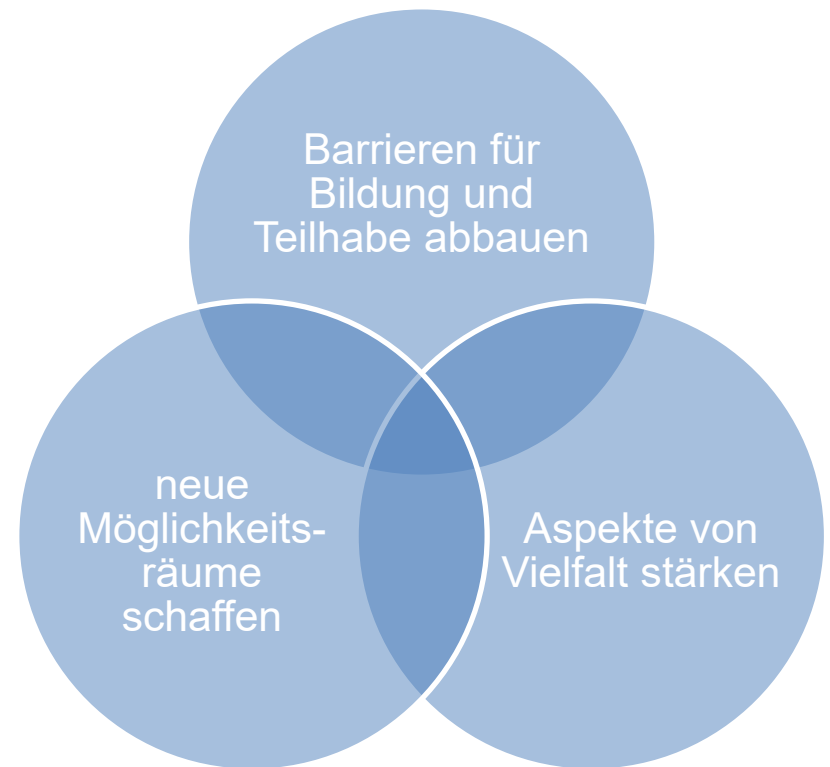 Barrieren für
Bildung und
Teilhabe abbauen
neue
Möglichkeits-
räume
schaffen
Aspekte von
Vielfalt stärken